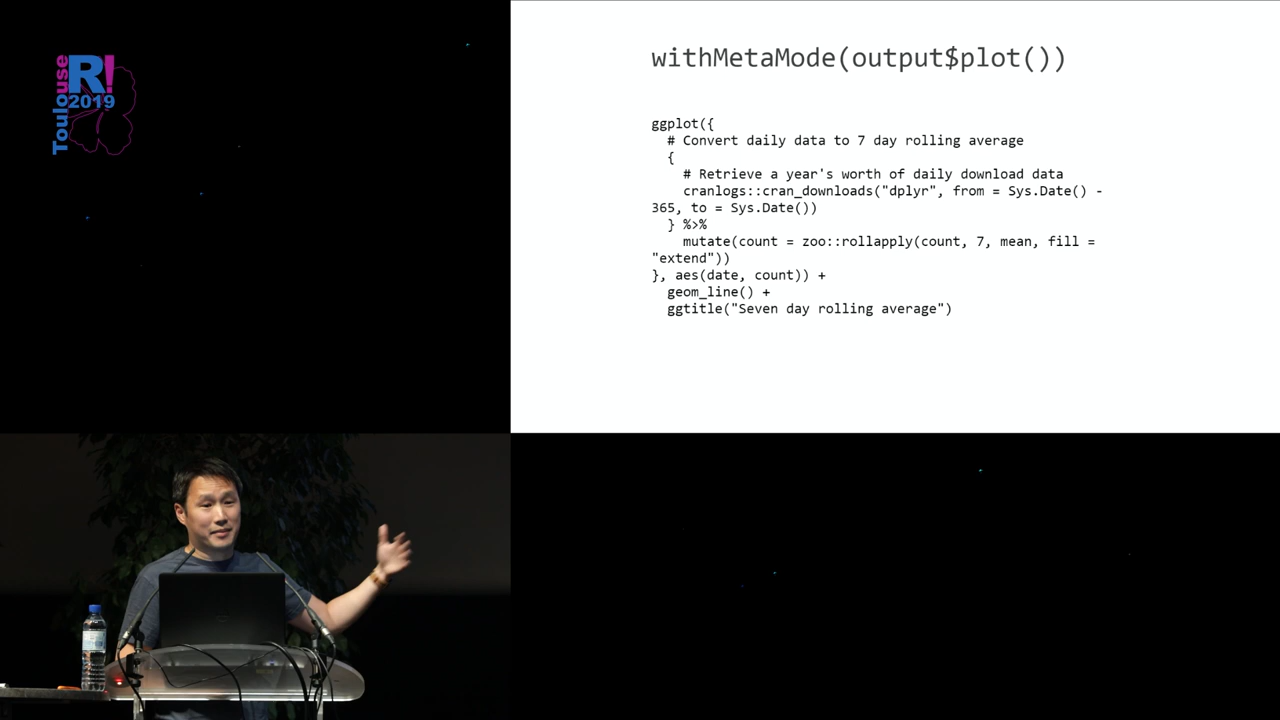 Toulouse
R!
2019
withMetaMode(output$plot())
ggplot({
  # Convert daily data to 7 day rolling average
  {
    # Retrieve a year's worth of daily download data
    cranlogs::cran_downloads("dplyr", from = Sys.Date() -
365, to = Sys.Date())
  } %>%
    mutate(count = zoo::rollapply(count, 7, mean, fill =
"extend"))
}, aes(date, count)) +
  geom_line() +
  ggtitle("Seven day rolling average")